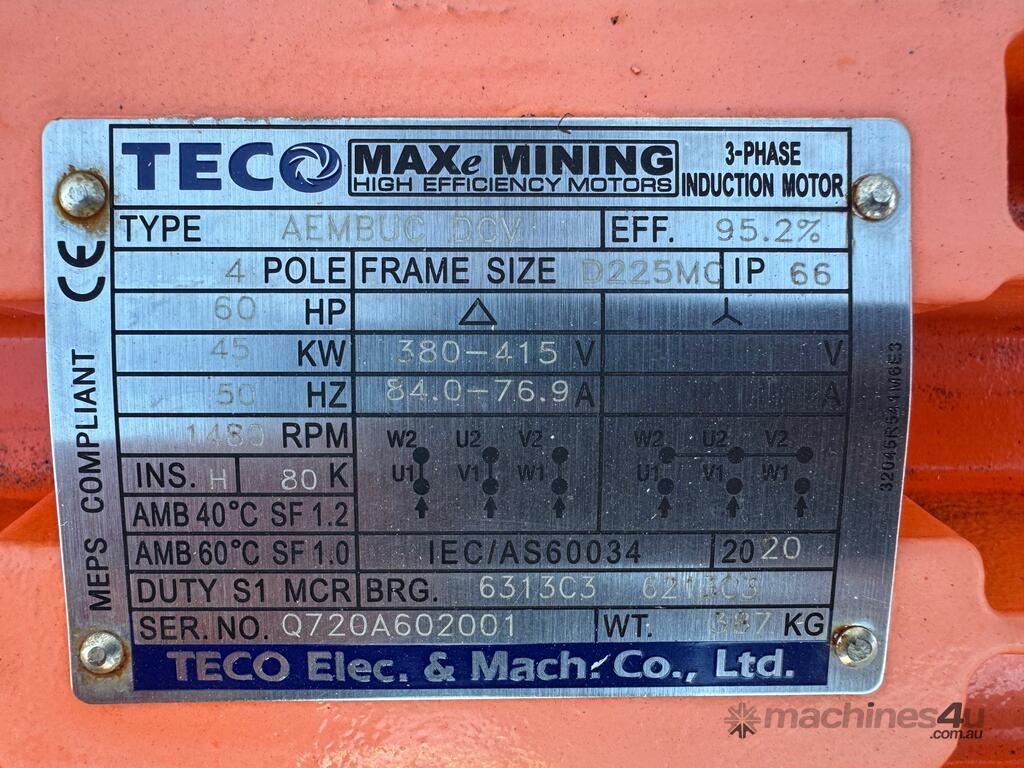 TECO MAXe MINING HIGH EFFICIENCY MOTORS 3-PHASE INDUCTION MOTOR
TYPE AEMBUC DCV EFF. 95.2%
4 POLE FRAME SIZE D225MC IP 66
60 HP △
45 KW 380-415 V V
50 HZ 84.0-76.9 A A
1480 RPM W2 U2 V2 W2 U2 V2
INS. H 80 K U1 V1 W1 U1 V1 W1
AMB 40°C SF 1.2
AMB 60°C SF 1.0 IEC/AS60034 2020
DUTY S1 MCR BRG. 6313C3 6213C3
SER. NO. Q720A602001 WT. KG
TECO Elec. & Mach. Co., Ltd.
CE
MEPS COMPLIANT
machines4u
.com.au